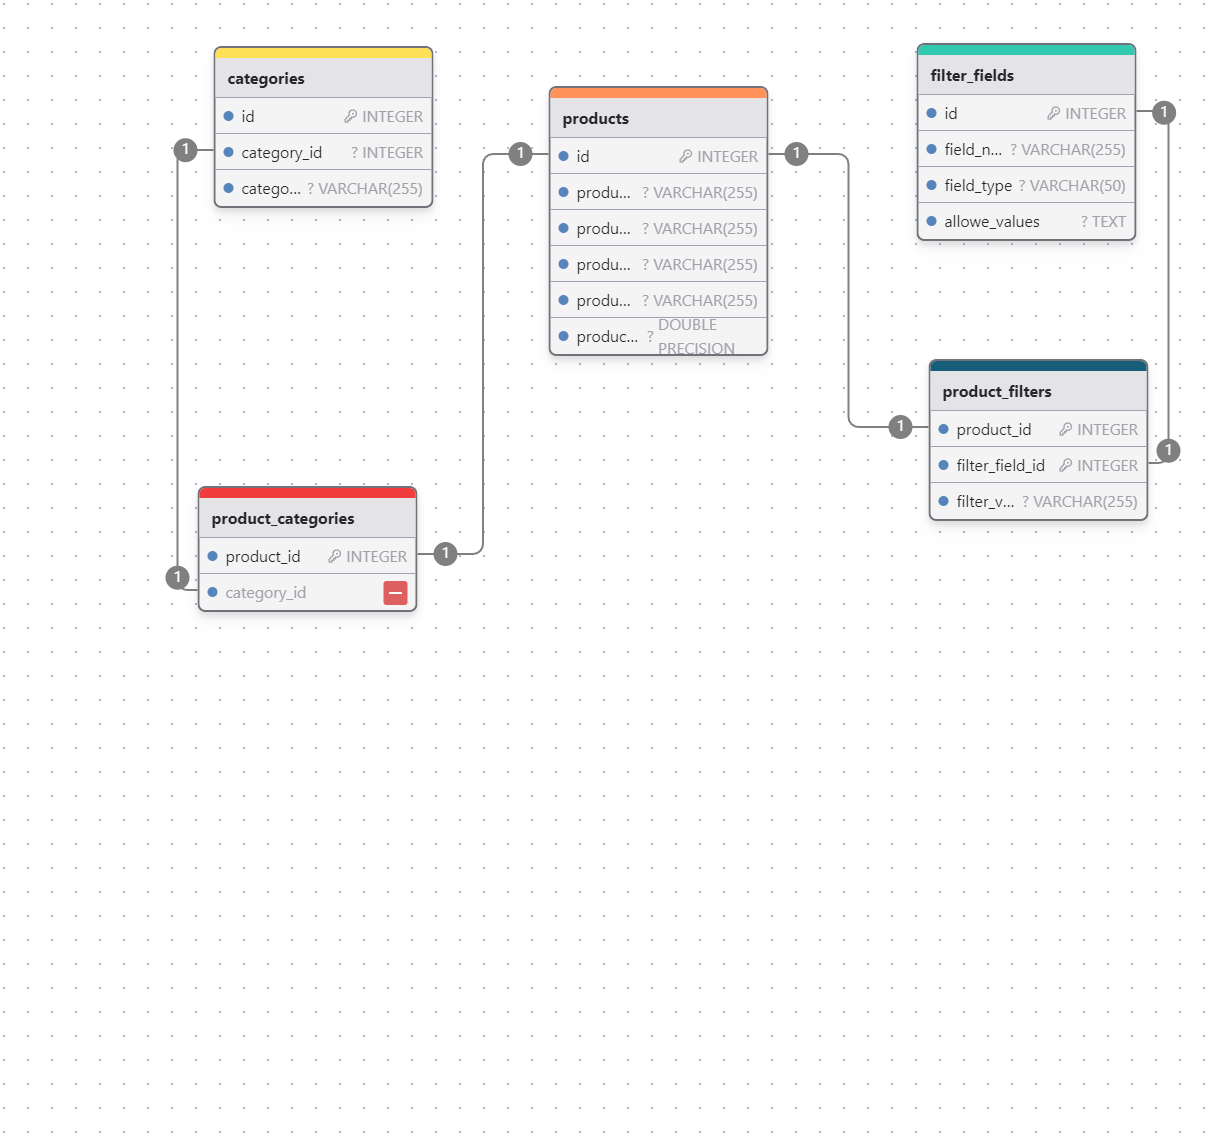 categories
id INTEGER
category_id ? INTEGER
catego... ? VARCHAR(255)
products
id INTEGER
produ... ? VARCHAR(255)
produ... ? VARCHAR(255)
produ... ? VARCHAR(255)
produ... ? VARCHAR(255)
produc... ? DOUBLE PRECISION
filter_fields
id INTEGER
field_n... ? VARCHAR(255)
field_type ? VARCHAR(50)
allowe_values ? TEXT
product_filters
product_id INTEGER
filter_field_id INTEGER
filter_v... ? VARCHAR(255)
product_categories
product_id INTEGER
category_id
1
1
1
1
1
1
1
1